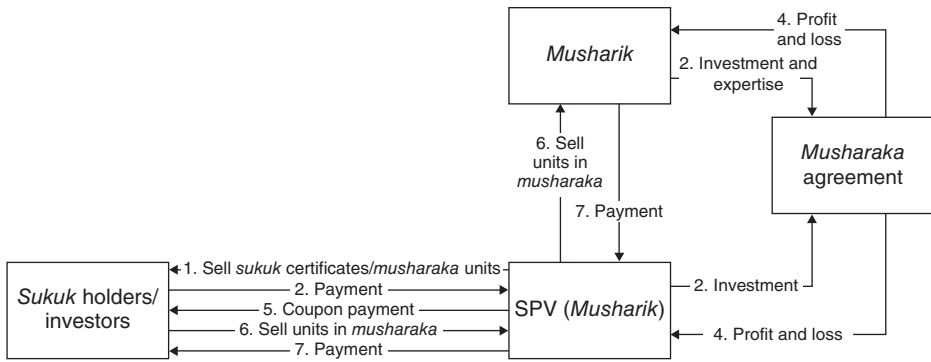 Musharik
4. Profit
and loss
2. Investment and
expertise
6. Sell
units in
musharaka
7. Payment
Musharaka
agreement
Sukuk holders/
investors
1. Sell sukuk certificates/musharaka units
2. Payment
5. Coupon payment
6. Sell units in musharaka
7. Payment
SPV (Musharik)
2. Investment
4. Profit and loss